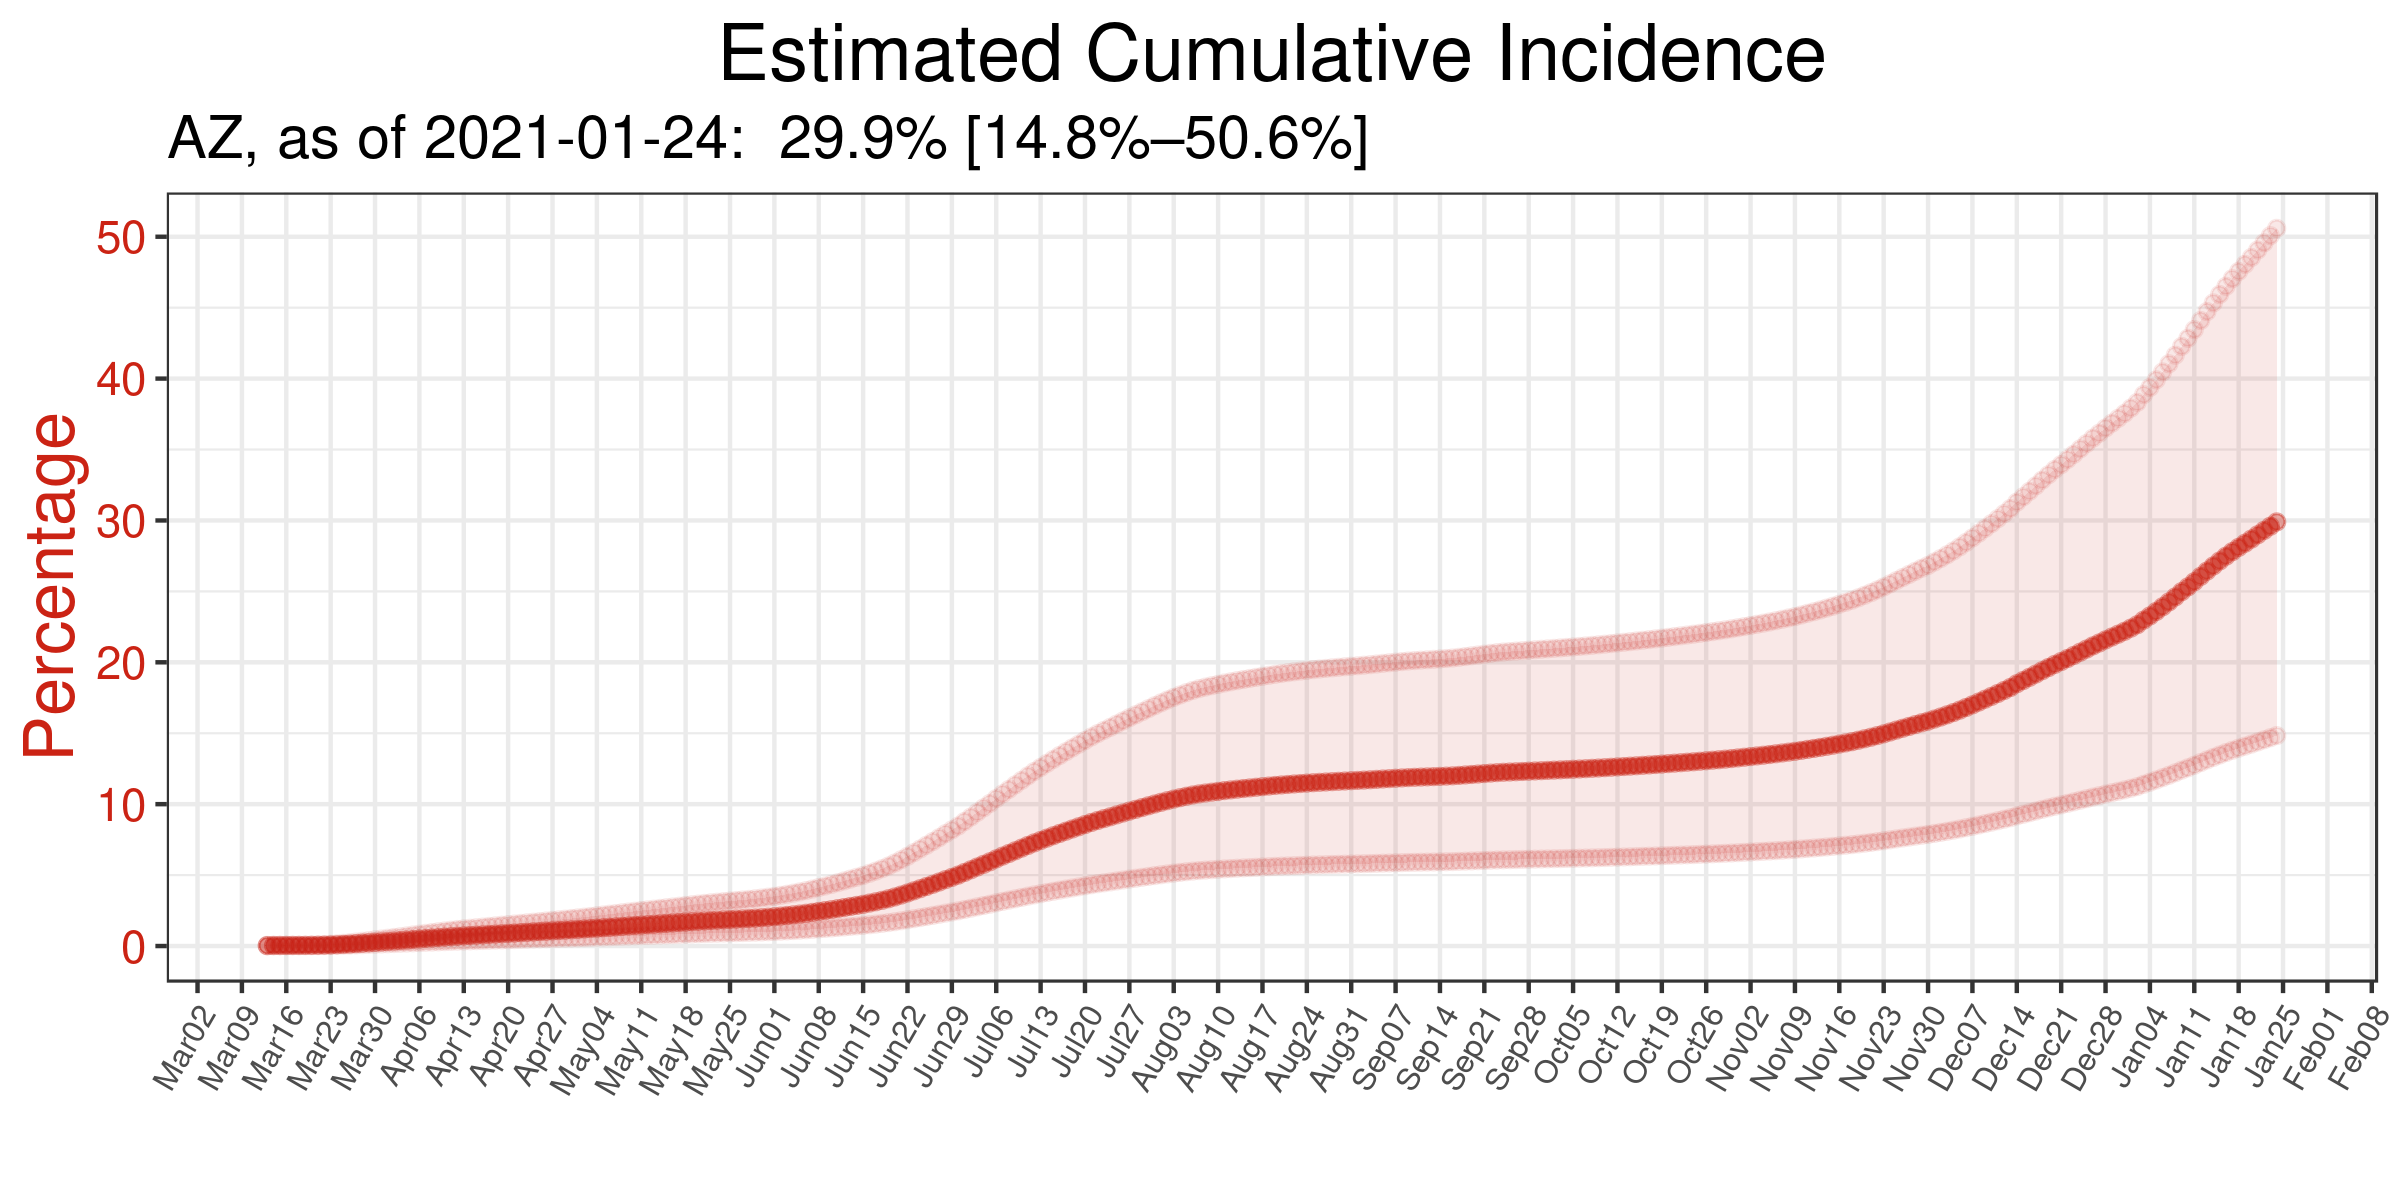 Estimated Cumulative Incidence
AZ, as of 2021-01-24:  29.9% [14.8%–50.6%]
Percentage
50
40
30
20
10
0
Mar02 Mar09 Mar16 Mar23 Mar30 Apr06 Apr13 Apr20 Apr27 May04 May11 May18 May25 Jun01 Jun08 Jun15 Jun22 Jun29 Jul06 Jul13 Jul20 Jul27 Aug03 Aug10 Aug17 Aug24 Aug31 Sep07 Sep14 Sep21 Sep28 Oct05 Oct12 Oct19 Oct26 Nov02 Nov09 Nov16 Nov23 Nov30 Dec07 Dec14 Dec21 Dec28 Jan04 Jan11 Jan18 Jan25 Feb01 Feb08